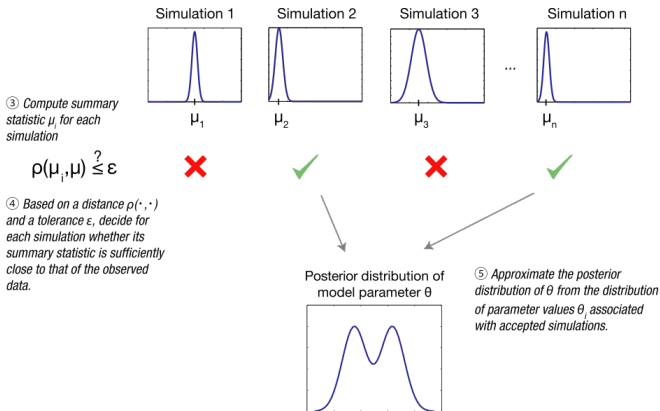 Simulation 1
Simulation 2
Simulation 3
Simulation n
...
③ Compute summary
statistic μᵢ for each
simulation
μ₁
μ₂
μ₃
μₙ
ρ(μᵢ,μ) ≤? ε
④ Based on a distance ρ(·,·)
and a tolerance ε, decide for
each simulation whether its
summary statistic is sufficiently
close to that of the observed
data.
Posterior distribution of
model parameter θ
⑤ Approximate the posterior
distribution of θ from the distribution
of parameter values θᵢ associated
with accepted simulations.